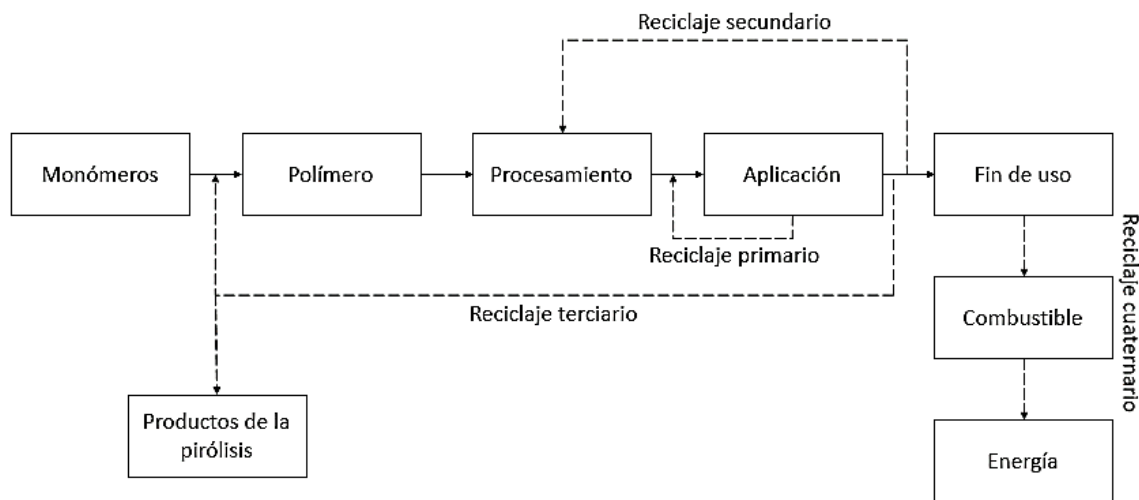 Reciclaje secundario
Monómeros
Polímero
Procesamiento
Aplicación
Fin de uso
Reciclaje primario
Reciclaje terciario
Combustible
Reciclaje cuaternario
Productos de la
pirólisis
Energía